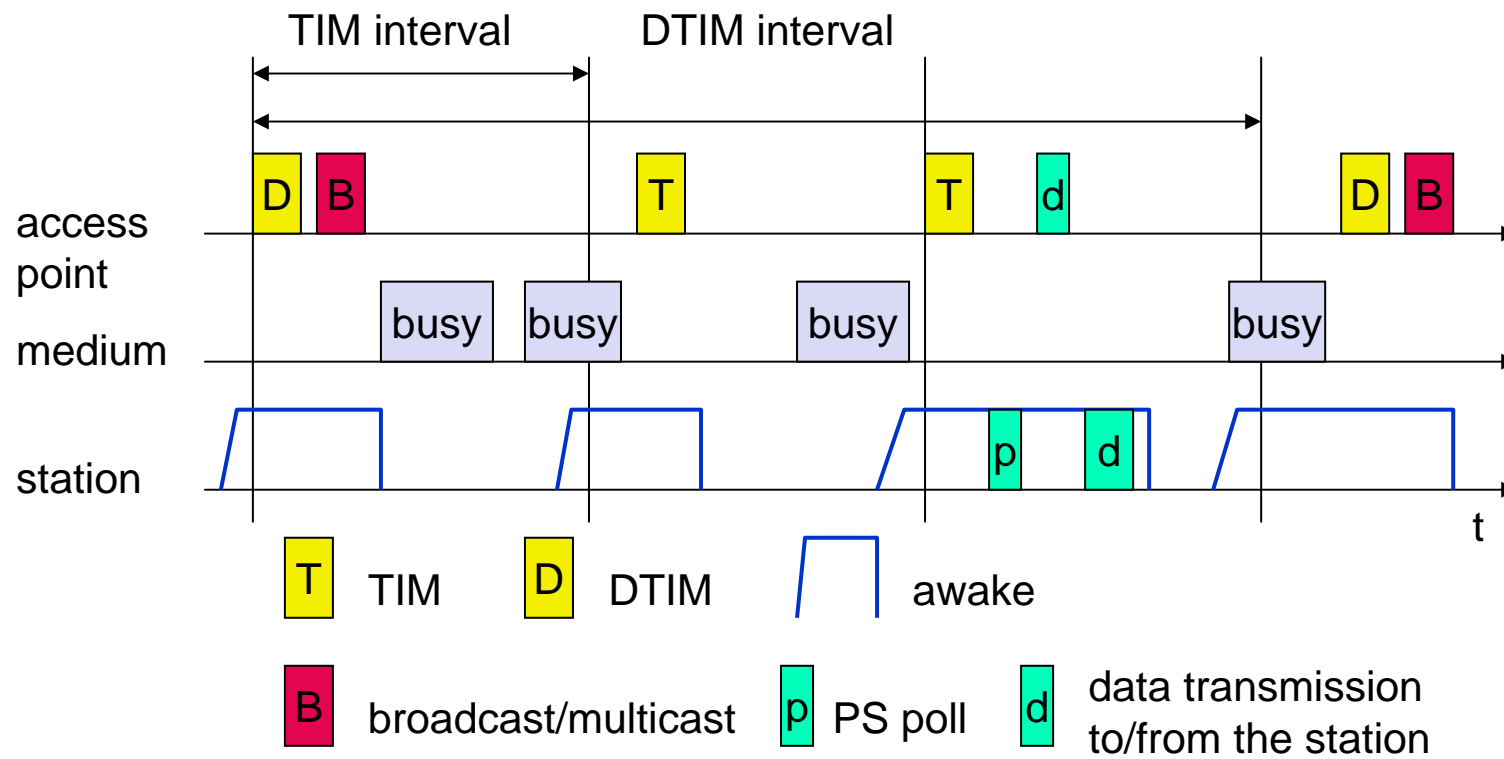 TIM interval DTIM interval
D B T T d D B
access
point
busy busy busy busy
medium
p d
station
t
T TIM D DTIM awake
B broadcast/multicast p PS poll d data transmission
to/from the station